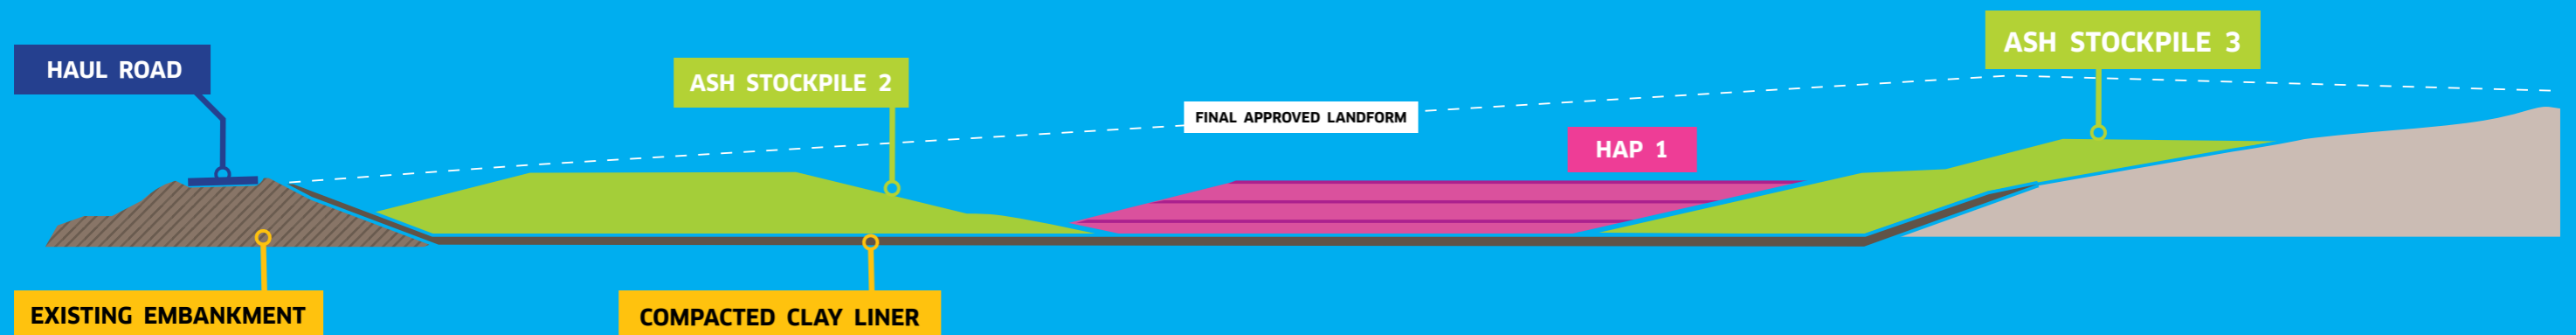 HAUL ROAD
ASH STOCKPILE 2
FINAL APPROVED LANDFORM
HAP 1
ASH STOCKPILE 3
EXISTING EMBANKMENT
COMPACTED CLAY LINER